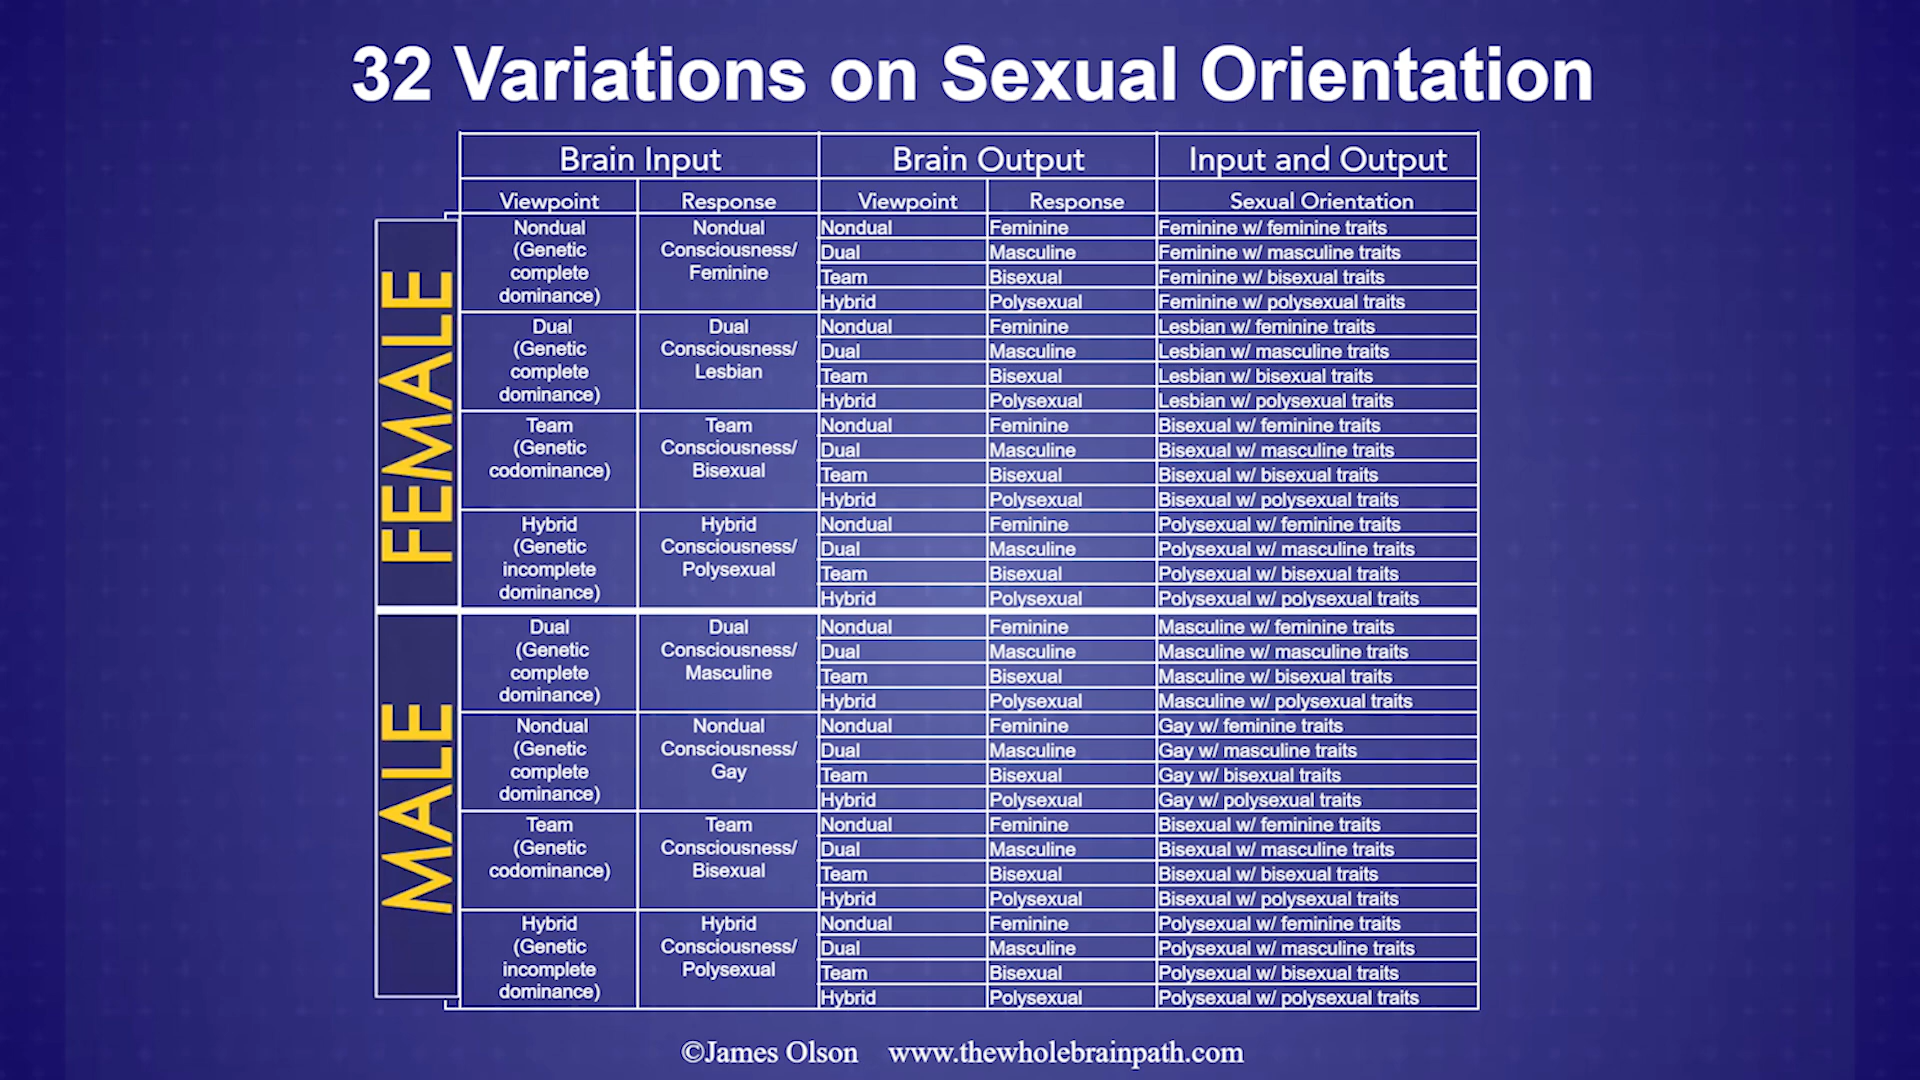 32 Variations on Sexual Orientation
Brain Input Brain Output Input and Output
Viewpoint Response Viewpoint Response Sexual Orientation
FEMALE
Nondual
(Genetic
complete
dominance)
Nondual
Consciousness/
Feminine
Nondual Feminine Feminine w/ feminine traits
Dual Masculine Feminine w/ masculine traits
Team Bisexual Feminine w/ bisexual traits
Hybrid Polysexual Feminine w/ polysexual traits
Dual
(Genetic
complete
dominance)
Dual
Consciousness/
Lesbian
Nondual Feminine Lesbian w/ feminine traits
Dual Masculine Lesbian w/ masculine traits
Team Bisexual Lesbian w/ bisexual traits
Hybrid Polysexual Lesbian w/ polysexual traits
Team
(Genetic
codominance)
Team
Consciousness/
Bisexual
Nondual Feminine Bisexual w/ feminine traits
Dual Masculine Bisexual w/ masculine traits
Team Bisexual Bisexual w/ bisexual traits
Hybrid Polysexual Bisexual w/ polysexual traits
Hybrid
(Genetic
incomplete
dominance)
Hybrid
Consciousness/
Polysexual
Nondual Feminine Polysexual w/ feminine traits
Dual Masculine Polysexual w/ masculine traits
Team Bisexual Polysexual w/ bisexual traits
Hybrid Polysexual Polysexual w/ polysexual traits
MALE
Dual
(Genetic
complete
dominance)
Dual
Consciousness/
Masculine
Nondual Feminine Masculine w/ feminine traits
Dual Masculine Masculine w/ masculine traits
Team Bisexual Masculine w/ bisexual traits
Hybrid Polysexual Masculine w/ polysexual traits
Nondual
(Genetic
complete
dominance)
Nondual
Consciousness/
Gay
Nondual Feminine Gay w/ feminine traits
Dual Masculine Gay w/ masculine traits
Team Bisexual Gay w/ bisexual traits
Hybrid Polysexual Gay w/ polysexual traits
Team
(Genetic
codominance)
Team
Consciousness/
Bisexual
Nondual Feminine Bisexual w/ feminine traits
Dual Masculine Bisexual w/ masculine traits
Team Bisexual Bisexual w/ bisexual traits
Hybrid Polysexual Bisexual w/ polysexual traits
Hybrid
(Genetic
incomplete
dominance)
Hybrid
Consciousness/
Polysexual
Nondual Feminine Polysexual w/ feminine traits
Dual Masculine Polysexual w/ masculine traits
Team Bisexual Polysexual w/ bisexual traits
Hybrid Polysexual Polysexual w/ polysexual traits
©James Olson www.thewholebrainpath.com